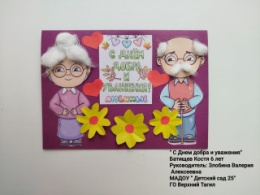 С ДНЁМ
ДОБРА
И
УВАЖЕНИЯ!
" С Днем добра и уважения"
Батищев Костя 6 лет
Руководитель: Злобина Валерия
Алексеевна
МАДОУ " Детский сад 25"
ГО Верхний Тагил